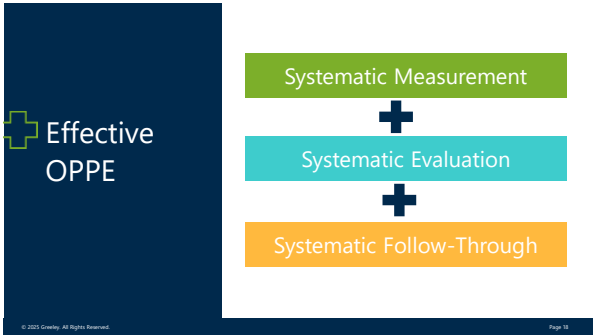 Effective
OPPE
Systematic Measurement
Systematic Evaluation
Systematic Follow-Through
© 2025 Greeley. All Rights Reserved.
Page 18